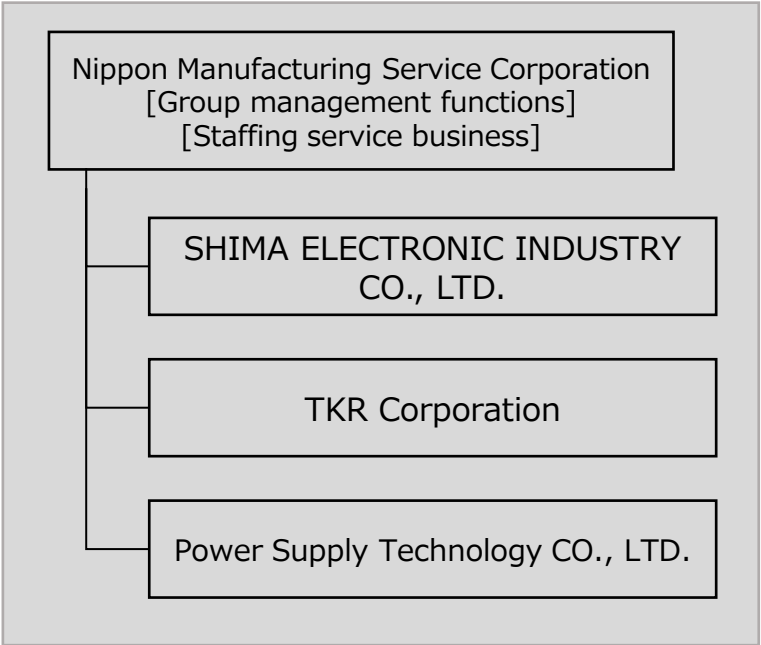 Nippon Manufacturing Service Corporation
[Group management functions]
[Staffing service business]
SHIMA ELECTRONIC INDUSTRY
CO., LTD.
TKR Corporation
Power Supply Technology CO., LTD.